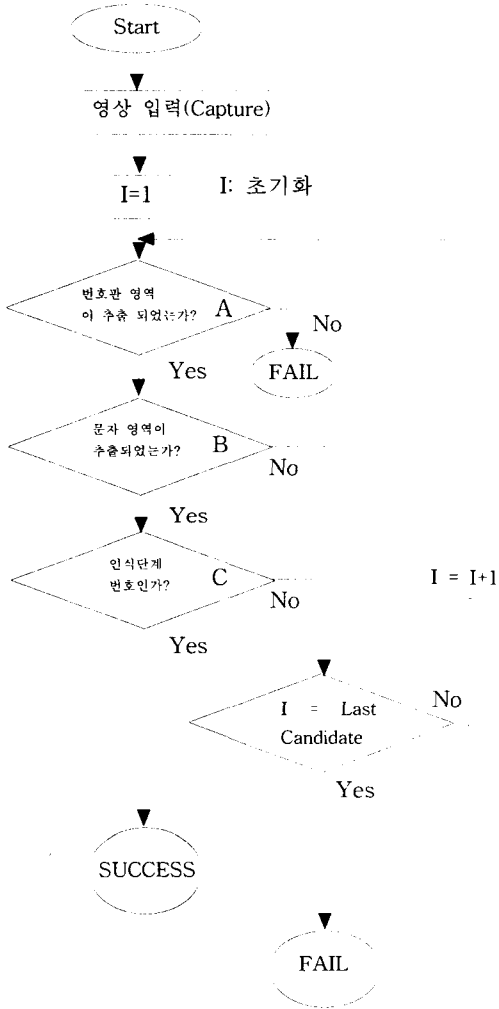 Start
영상 입력(Capture)
I=1
I: 초기화
번호판 영역
이 추출 되었는가?
A
No
Yes
FAIL
문자 영역이
추출되었는가?
B
No
Yes
인식단계
번호인가?
C
No
I = I+1
Yes
I = Last
Candidate
No
Yes
SUCCESS
FAIL